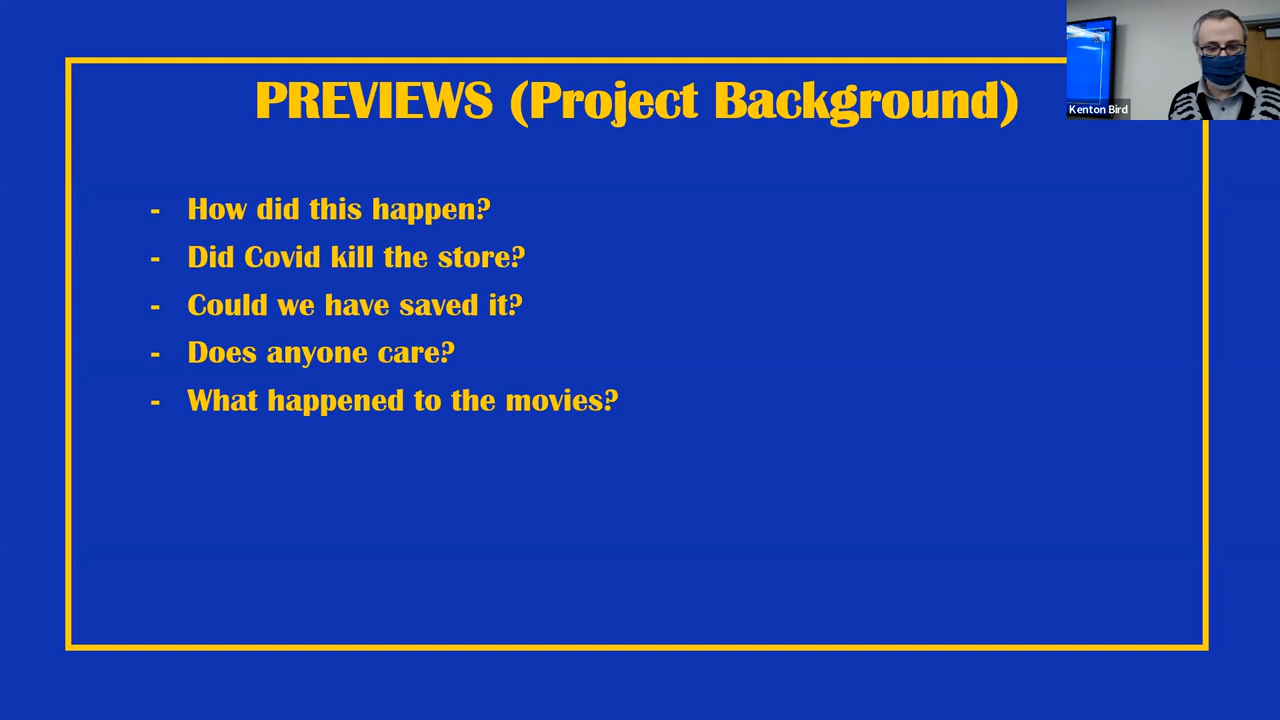 PREVIEWS (Project Background)
Kenton Bird
- How did this happen?
- Did Covid kill the store?
- Could we have saved it?
- Does anyone care?
- What happened to the movies?